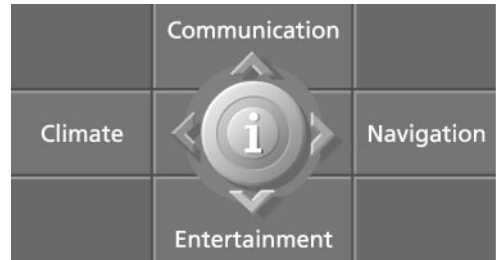 Communication
Climate
i
Navigation
Entertainment